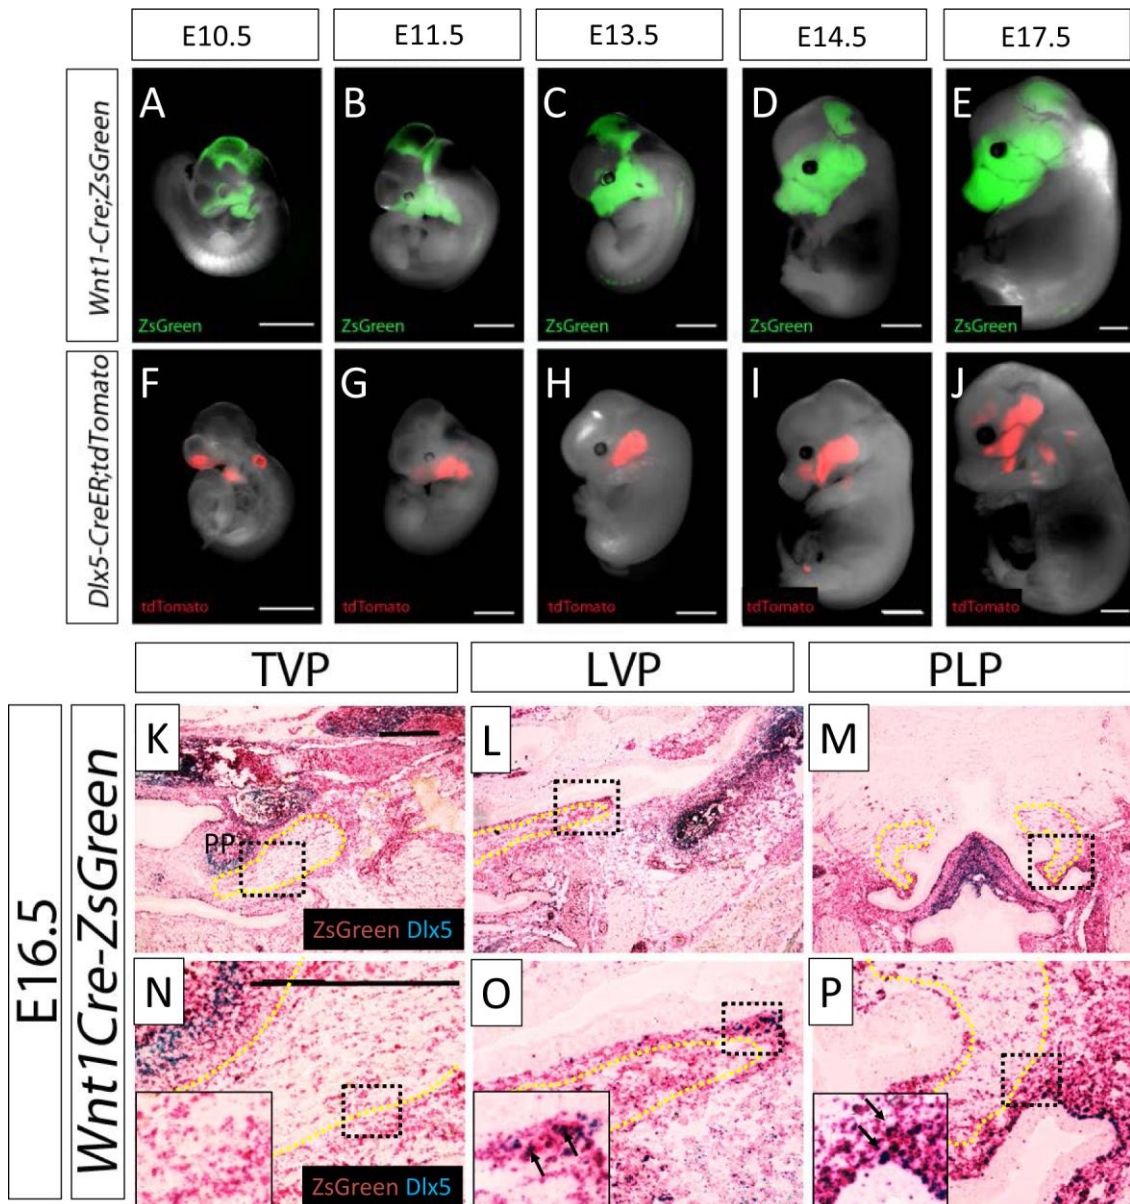 E10.5
E11.5
E13.5
E14.5
E17.5
Wnt1-Cre;ZsGreen
A
B
C
D
E
ZsGreen
ZsGreen
ZsGreen
ZsGreen
ZsGreen
Dlx5-CreER;tdTomato
F
G
H
I
J
tdTomato
tdTomato
tdTomato
tdTomato
tdTomato
TVP
LVP
PLP
E16.5
Wnt1Cre-ZsGreen
K
L
M
PP
ZsGreen Dlx5
N
O
P
ZsGreen Dlx5